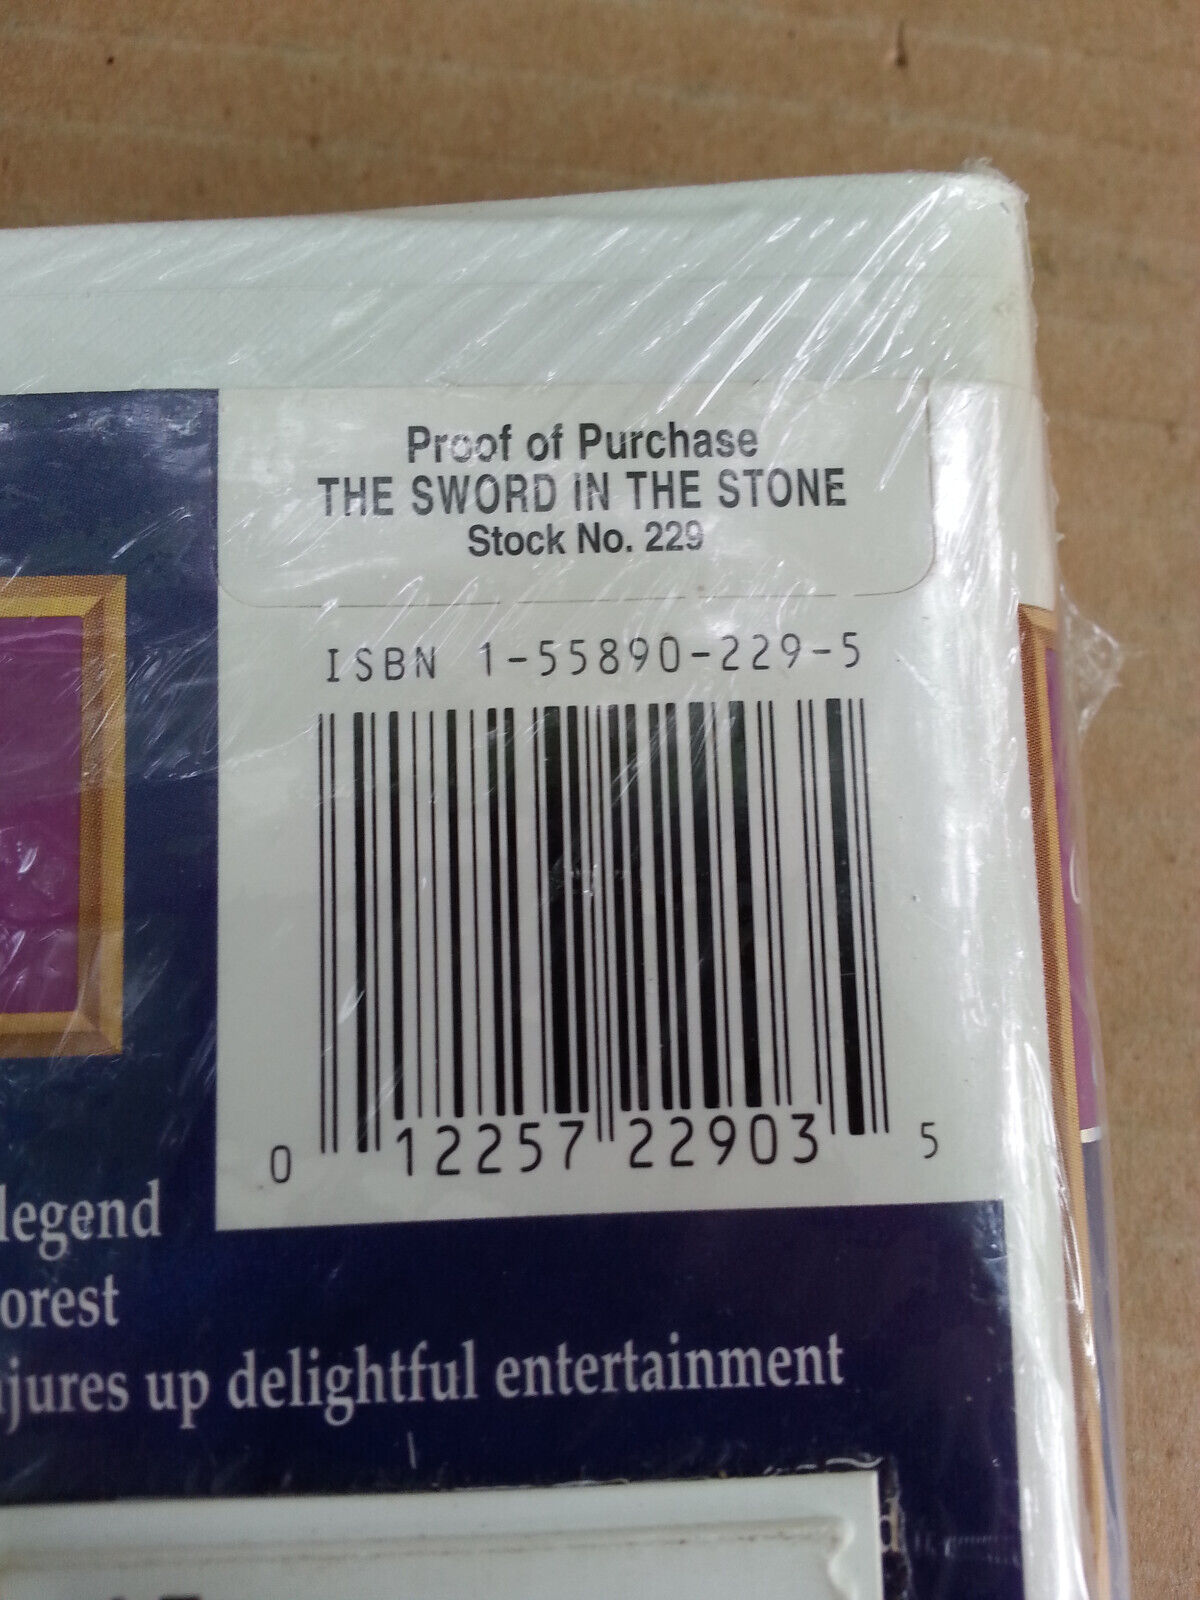 Proof of Purchase
THE SWORD IN THE STONE
Stock No. 229
ISBN 1-55890-229-5
0 12257 22903 5
legend
orest
jures up delightful entertainment